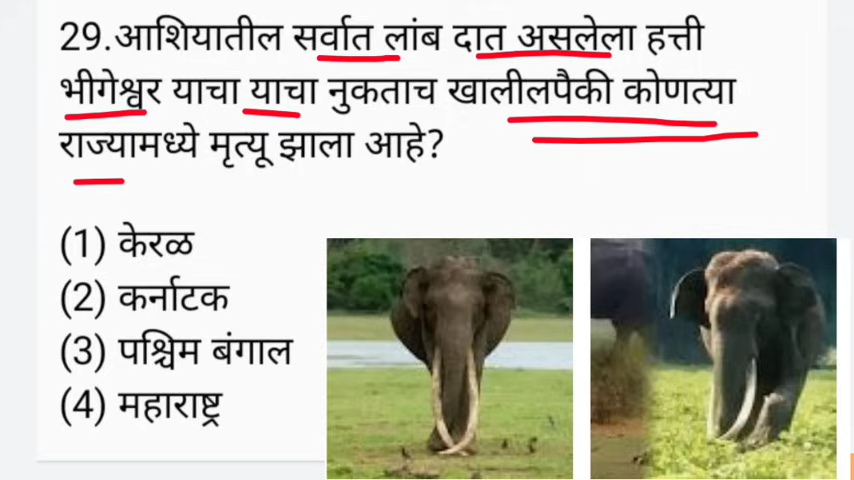 29.आशियातील सर्वात लांब दात असलेला हत्ती
भीगेश्वर याचा याचा नुकताच खालीलपैकी कोणत्या
राज्यामध्ये मृत्यू झाला आहे?
(1) केरळ
(2) कर्नाटक
(3) पश्चिम बंगाल
(4) महाराष्ट्र